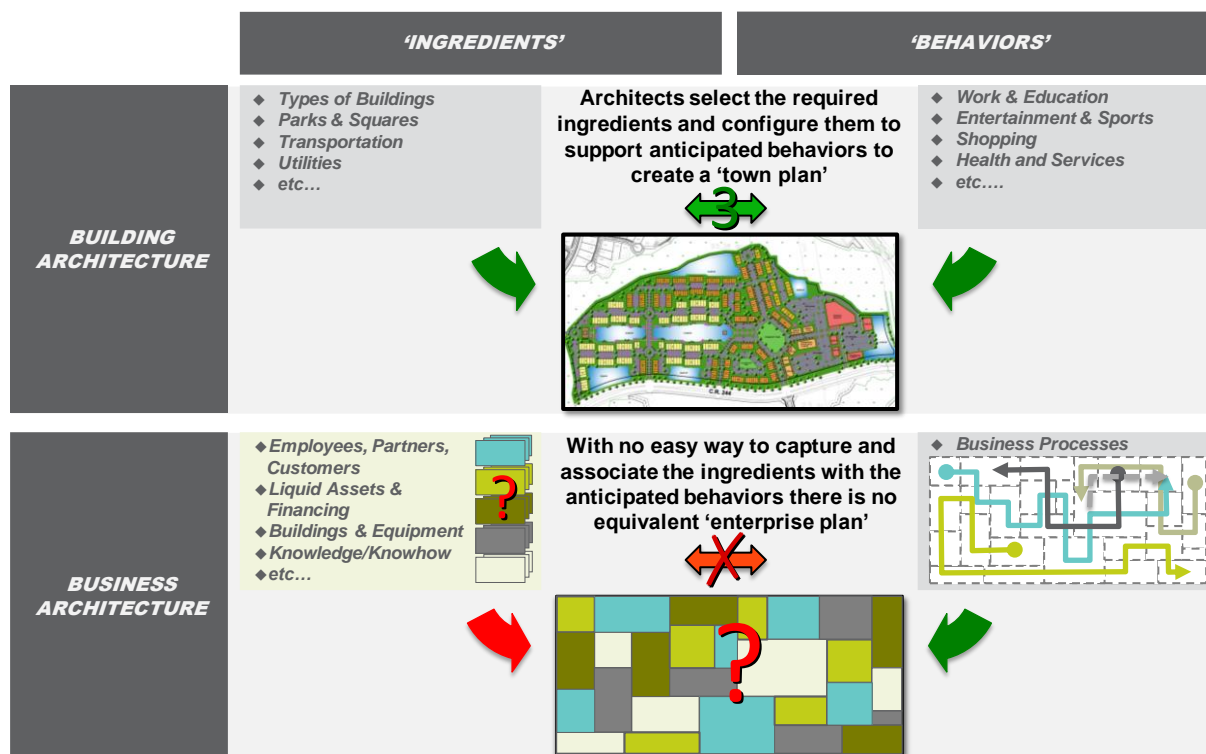 ‘INGREDIENTS’
‘BEHAVIORS’
BUILDING
ARCHITECTURE
◆ Types of Buildings
◆ Parks & Squares
◆ Transportation
◆ Utilities
◆ etc…
Architects select the required
ingredients and configure them to
support anticipated behaviors to
create a ‘town plan’
3
◆ Work & Education
◆ Entertainment & Sports
◆ Shopping
◆ Health and Services
◆ etc….
C.R. 244
BUSINESS
ARCHITECTURE
◆Employees, Partners,
Customers
◆Liquid Assets &
Financing
◆Buildings & Equipment
◆Knowledge/Knowhow
◆etc…
?
With no easy way to capture and
associate the ingredients with the
anticipated behaviors there is no
equivalent ‘enterprise plan’
X
?
◆ Business Processes